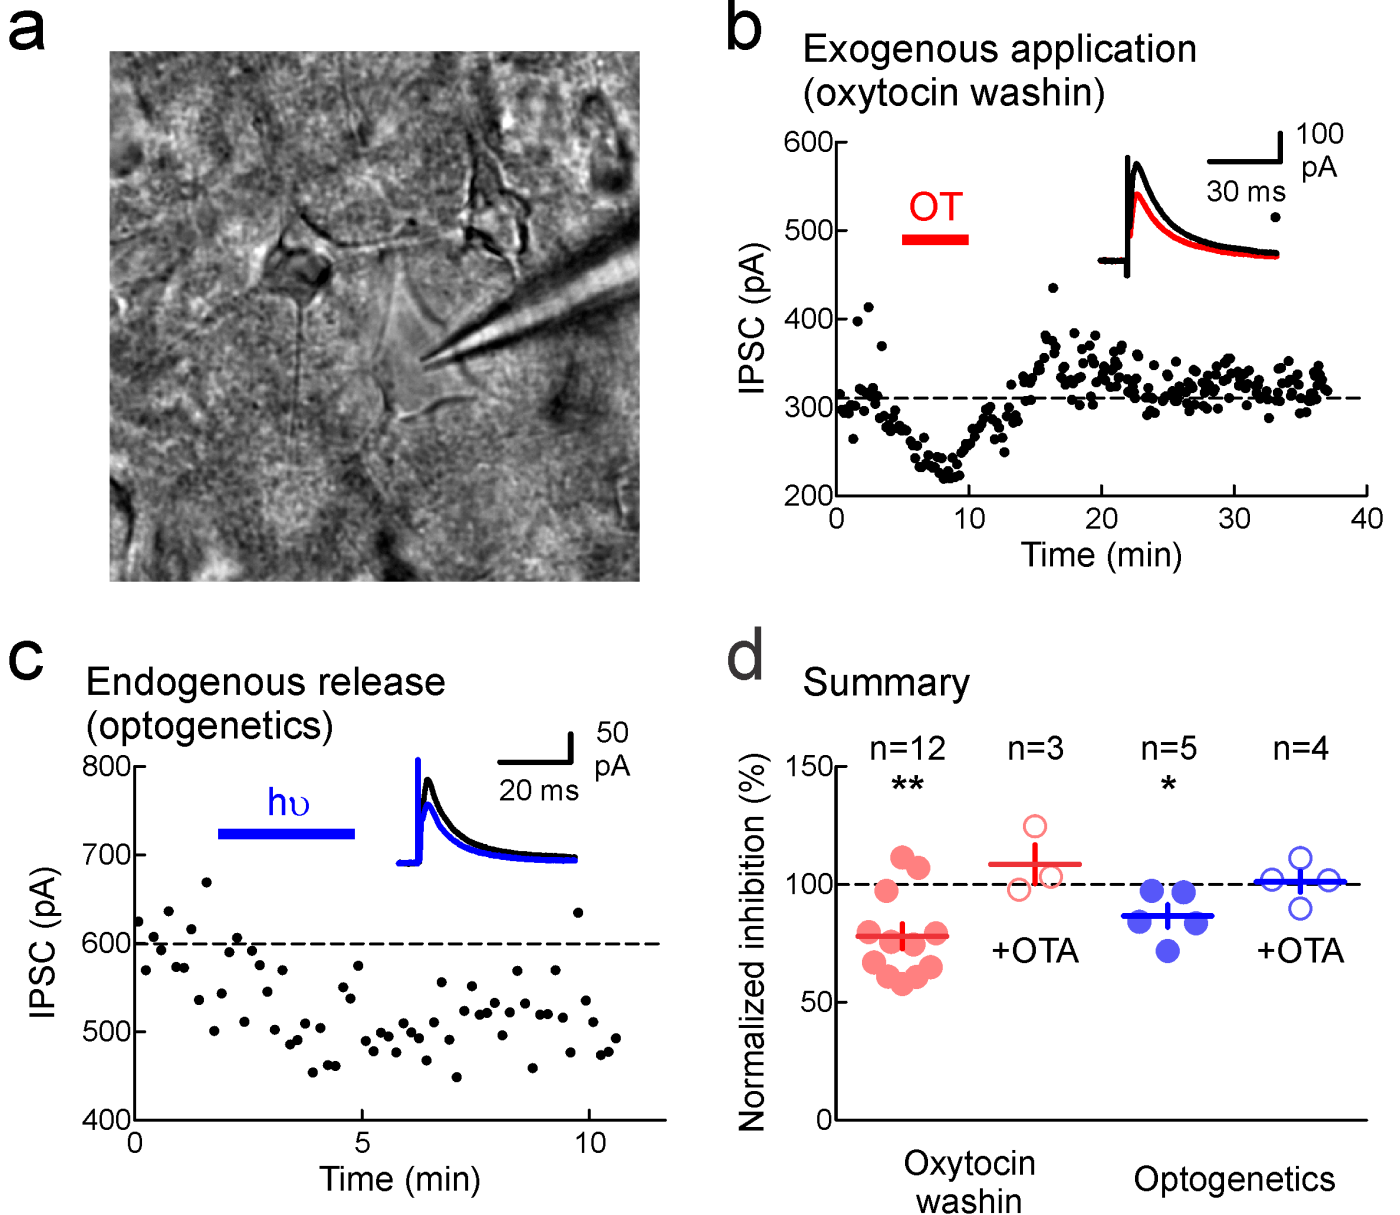 a
b
Exogenous application
(oxytocin washin)
600
500
400
300
200
IPSC (pA)
OT
100
pA
30 ms
0
10
20
30
40
Time (min)
c
Endogenous release
(optogenetics)
800
700
600
500
400
IPSC (pA)
hυ
50
pA
20 ms
0
5
10
Time (min)
d
Summary
Normalized inhibition (%)
150
100
50
0
n=12
n=3
n=5
n=4
**
*
+OTA
+OTA
Oxytocin
washin
Optogenetics